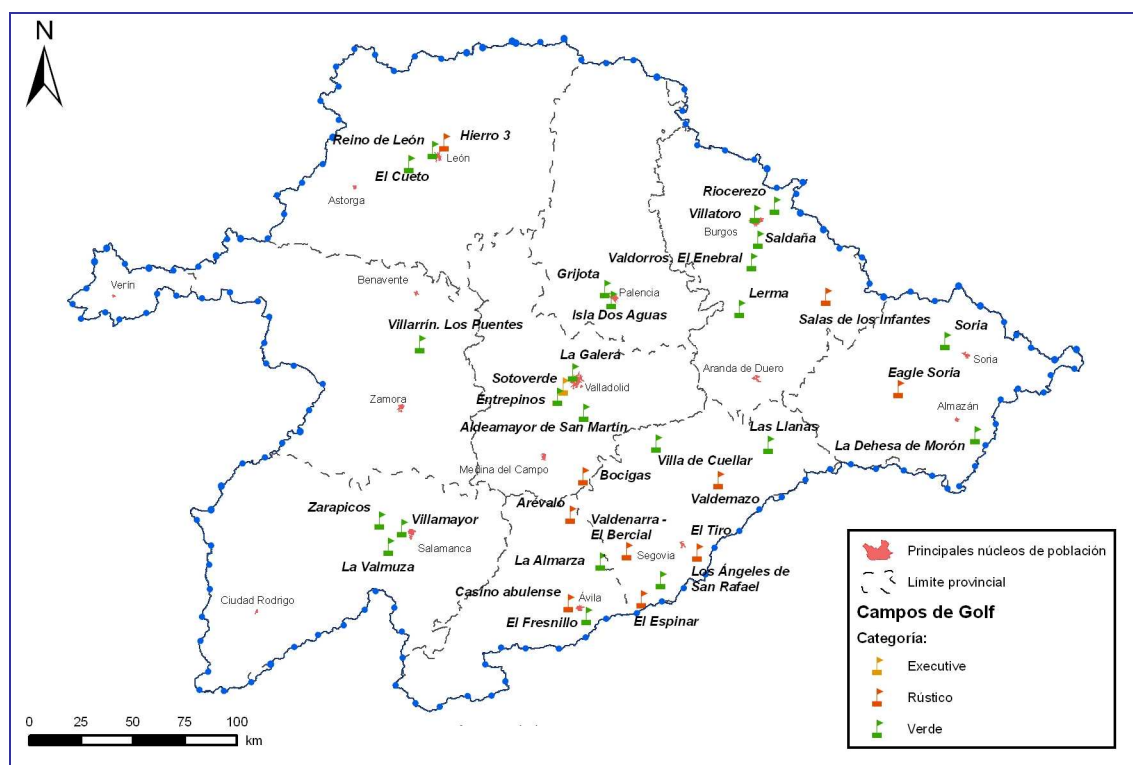 N
Reino de León
Hierro 3
León
El Cueto
Astorga
Riocerezo
Villatoro
Burgos
Saldaña
Valdorros. El Enebral
Verín
Benavente
Grijota
Palencia
Isla Dos Aguas
Lerma
Salas de los Infantes
Soria
Soria
Villarrín. Los Puentes
La Galera
Sotoverde
Valladolid
Entrepinos
Zamora
Aranda de Duero
Eagle Soria
Almazán
Aldeamayor de San Martín
Las Llanas
La Dehesa de Morón
Medina del Campo
Villa de Cuellar
Bocigas
Valdemazo
Arévalo
Zarapicos
Villamayor
Salamanca
La Valmuza
Valdenarra -
El Bercial
El Tiro
Segovia
La Almarza
Los Ángeles de
San Rafael
Casino abulense
Ávila
El Fresnillo
El Espinar
Ciudad Rodrigo
Principales núcleos de población
Límite provincial
Campos de Golf
Categoría:
Executive
Rústico
Verde
0 25 50 75 100
km